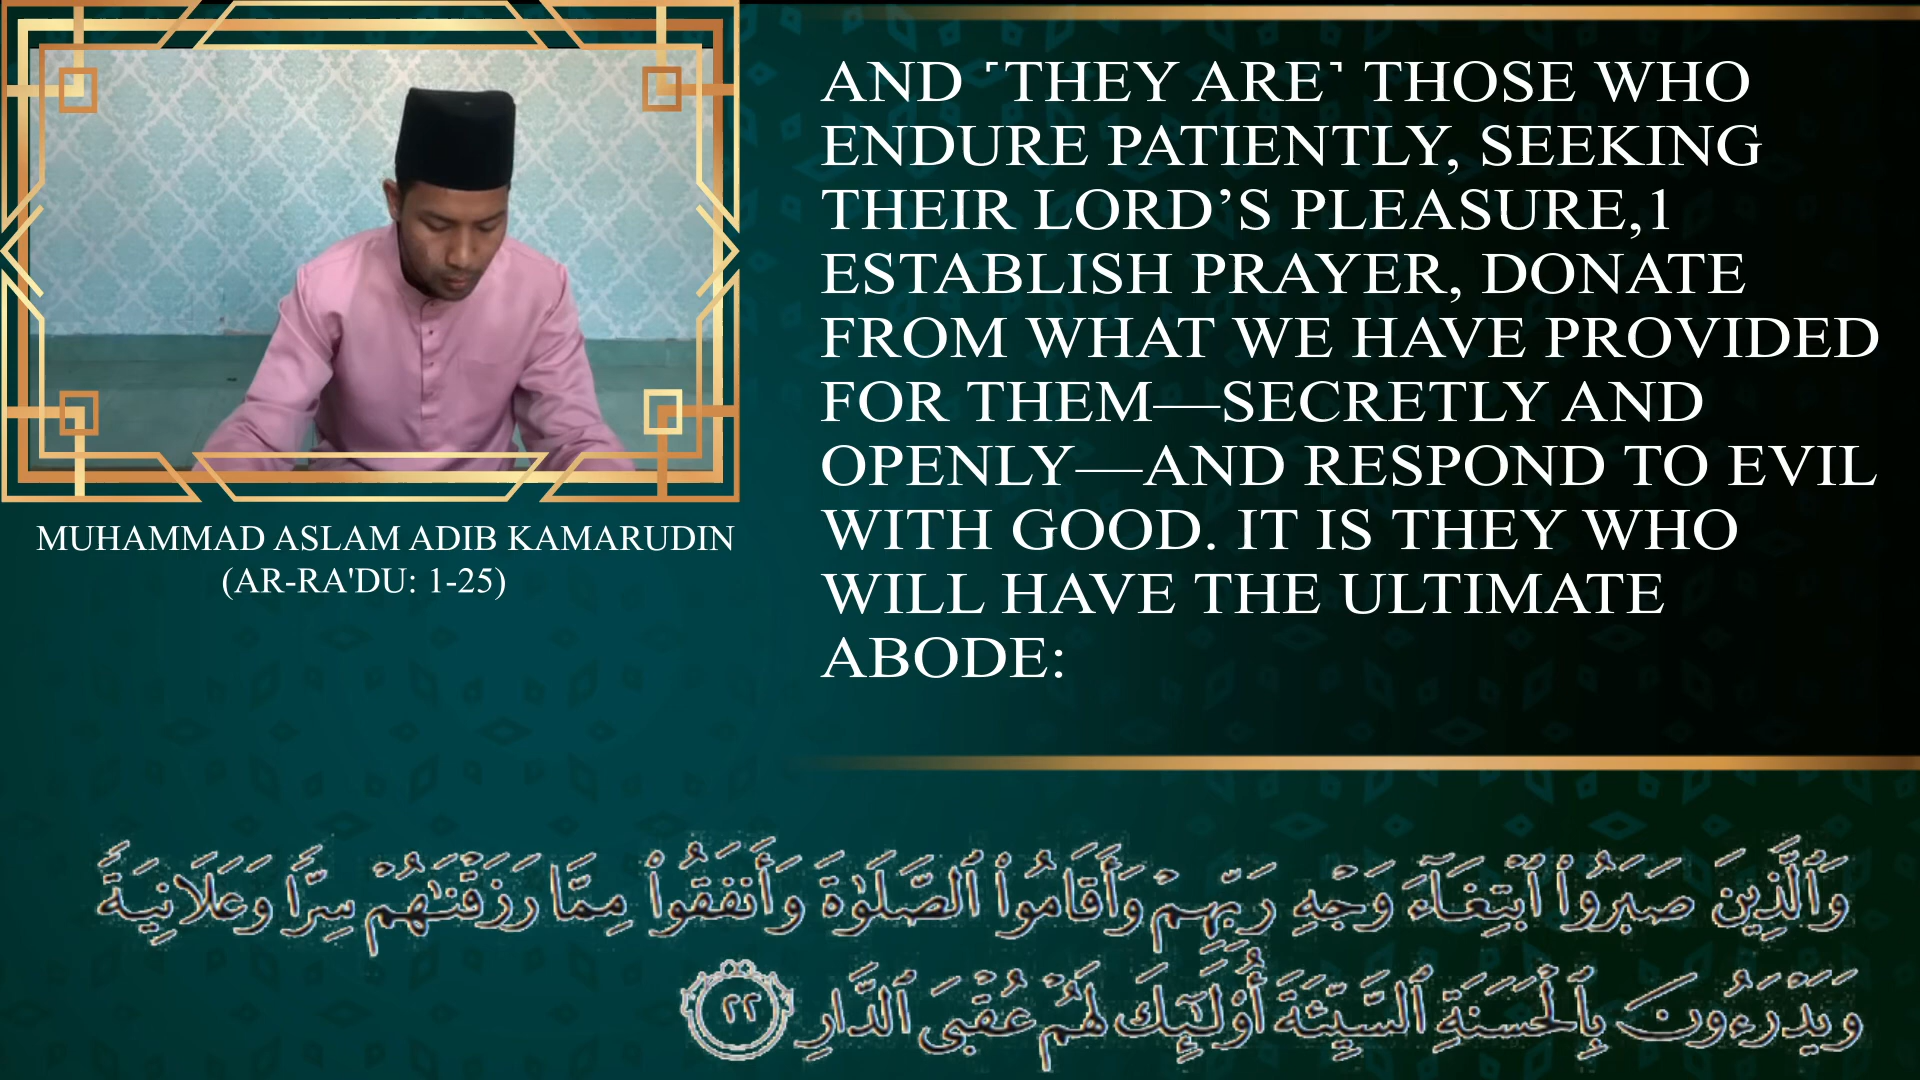 AND ˹THEY ARE˺ THOSE WHO
ENDURE PATIENTLY, SEEKING
THEIR LORD’S PLEASURE,1
ESTABLISH PRAYER, DONATE
FROM WHAT WE HAVE PROVIDED
FOR THEM—SECRETLY AND
OPENLY—AND RESPOND TO EVIL
WITH GOOD. IT IS THEY WHO
WILL HAVE THE ULTIMATE
ABODE:
MUHAMMAD ASLAM ADIB KAMARUDIN
(AR-RA'DU: 1-25)
وَٱلَّذِينَ صَبَرُوا۟ ٱبْتِغَآءَ وَجْهِ رَبِّهِمْ وَأَقَامُوا۟ ٱلصَّلَوٰةَ وَأَنفَقُوا۟ مِمَّا رَزَقْنَـٰهُمْ سِرًّا وَعَلَانِيَةً
وَيَدْرَءُونَ بِٱلْحَسَنَةِ ٱلسَّيِّئَةَ أُو۟لَـٰٓئِكَ لَهُمْ عُقْبَى ٱلدَّارِ ٢٢